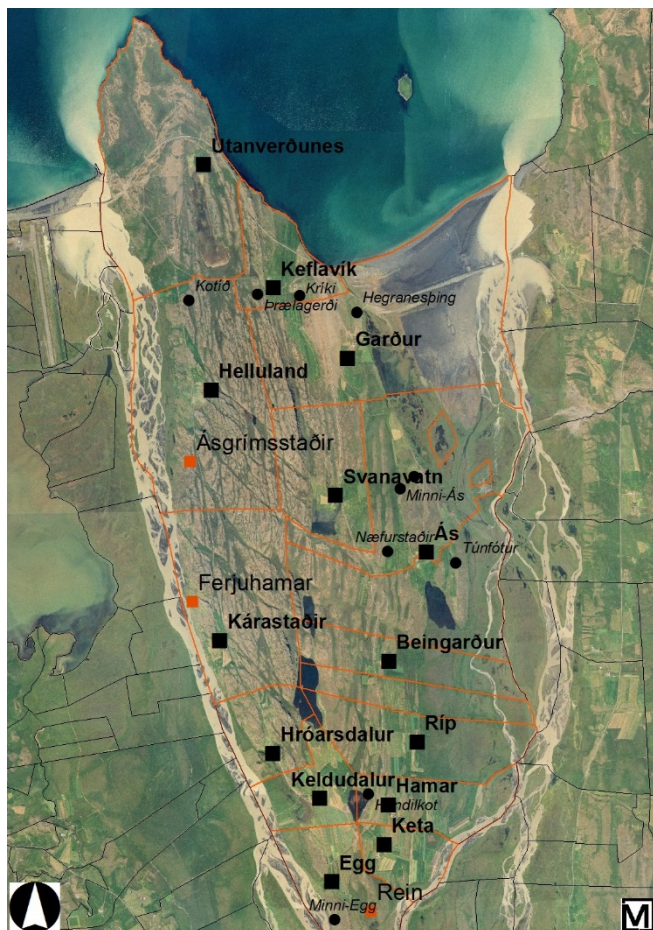 Utanverðunes
Keflavík
Kotið
Þrælagerði
Kríki
Hegranesþing
Garður
Helluland
Ásgrímsstaðir
Svanavatn
Minni-Ás
Næfurstaðir
Ás
Túnfótur
Ferjuhamar
Kárastaðir
Beingarður
Ríp
Hróarsdalur
Keldudalur
Hamar
Keta
Egg
Rein
Minni-Egg
M